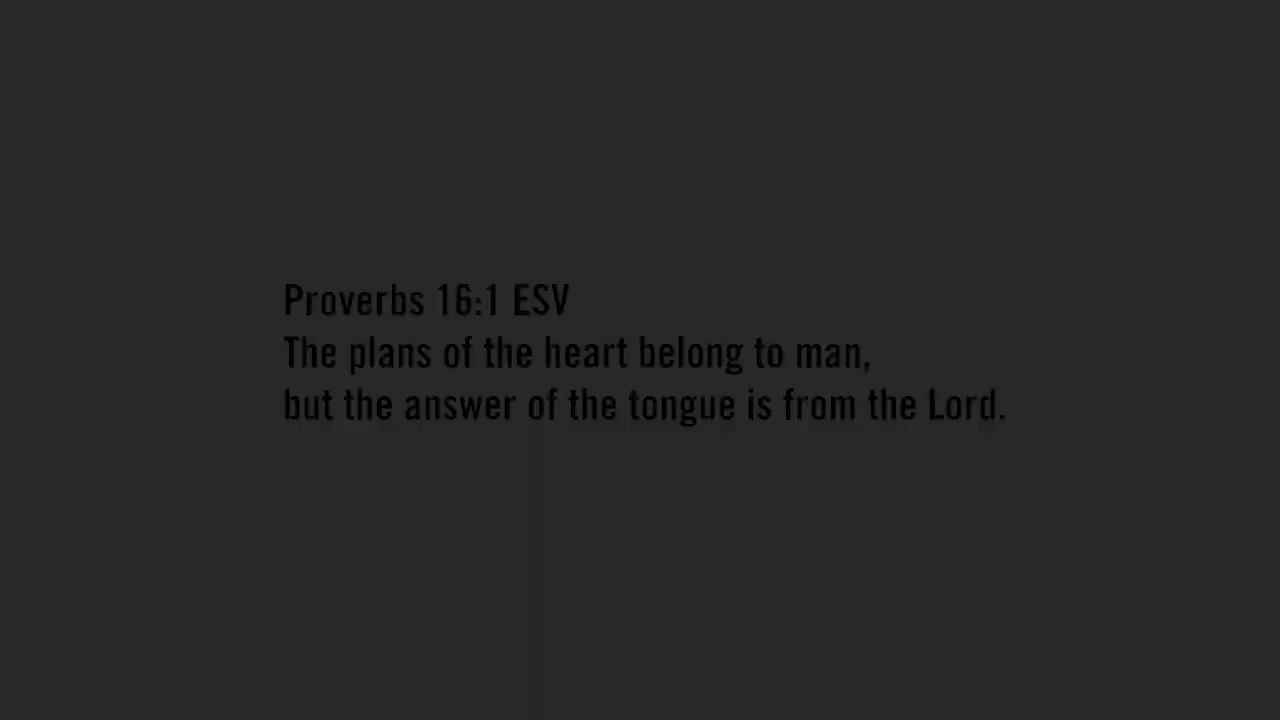 Proverbs 16:1 ESV
The plans of the heart belong to man,
but the answer of the tongue is from the Lord.